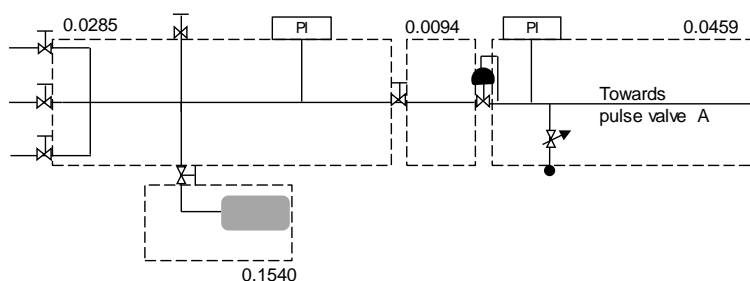 0.0285
PI
0.0094
PI
0.0459
Towards
pulse valve A
0.1540